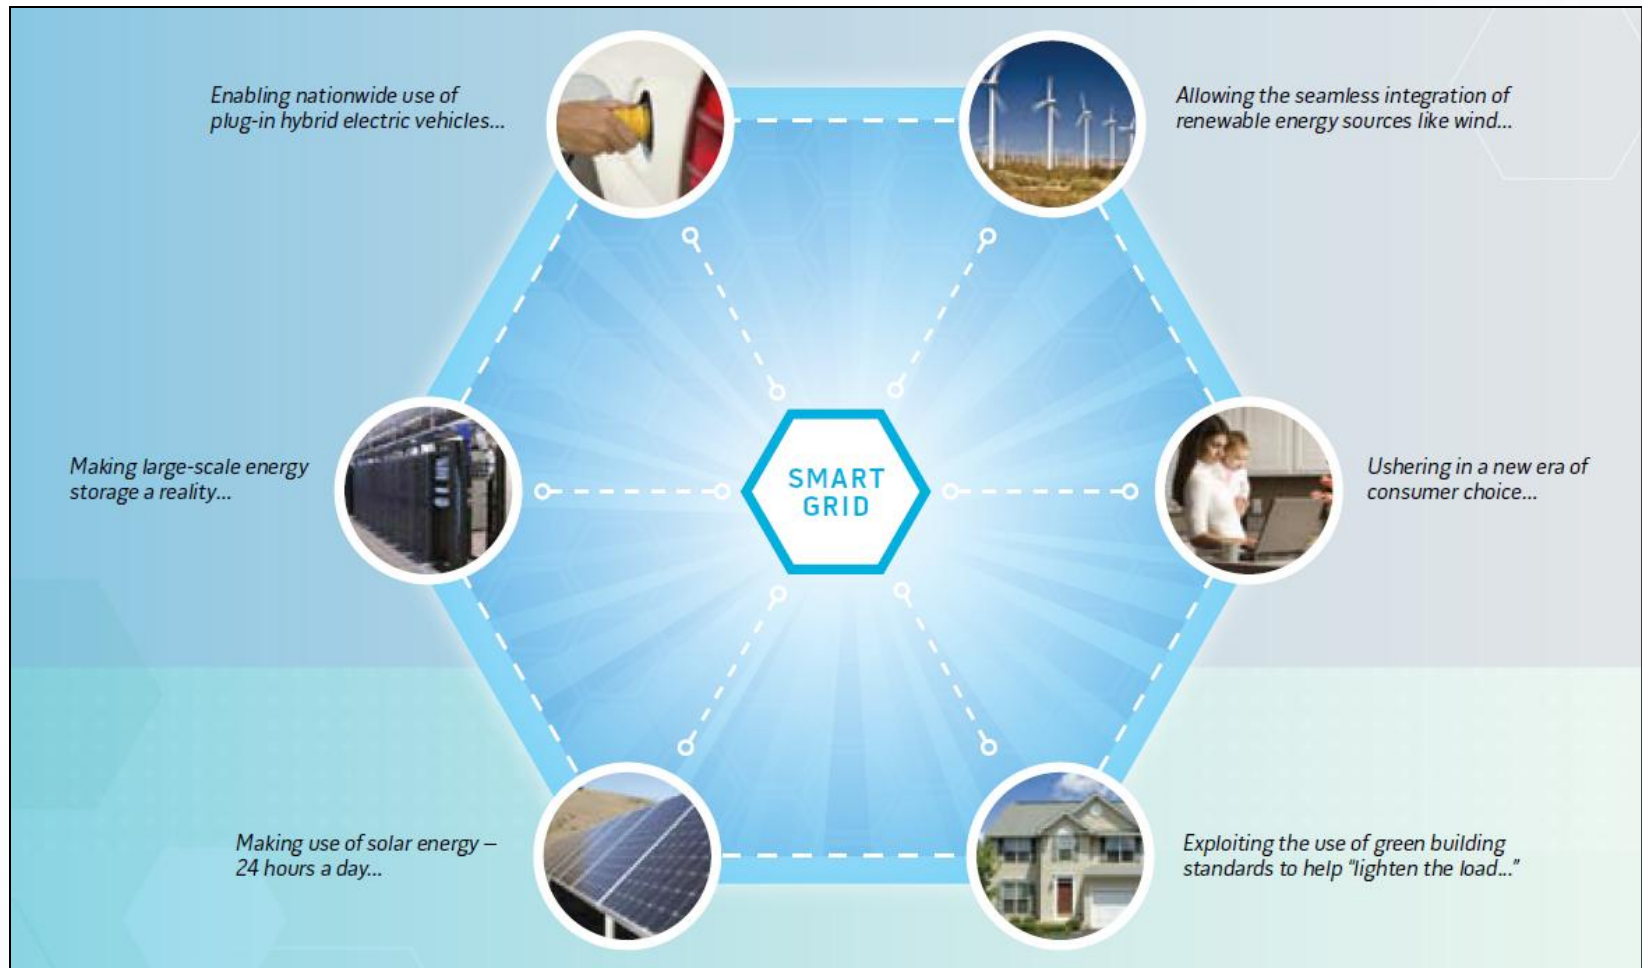 Enabling nationwide use of
plug-in hybrid electric vehicles...
Allowing the seamless integration of
renewable energy sources like wind...
Making large-scale energy
storage a reality...
SMART
GRID
Ushering in a new era of
consumer choice...
Making use of solar energy –
24 hours a day...
Exploiting the use of green building
standards to help “lighten the load...”